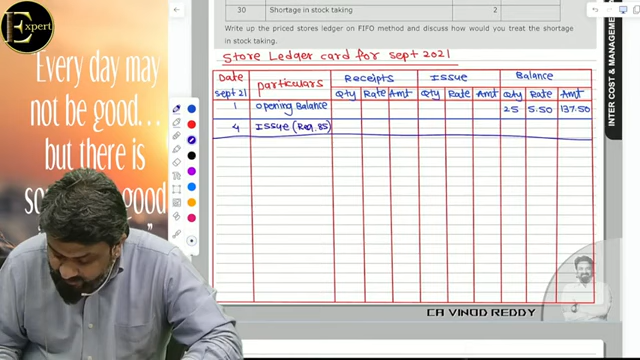 Expert
Every day may
not be good...
but there is
good
30 Shortage in stock taking 2
Write up the priced stores ledger on FIFO method and discuss how would you treat the shortage
in stock taking.
Store Ledger card for sept 2021
Date particulars Receipts Issue Balance
sept 21 Qty Rate Amt Qty Rate Amt Qty Rate Amt
1 opening Balance 25 5.50 137.50
4 Issue (Req. 85)
INTER COST & MANAGEMENT
CA VINOD REDDY